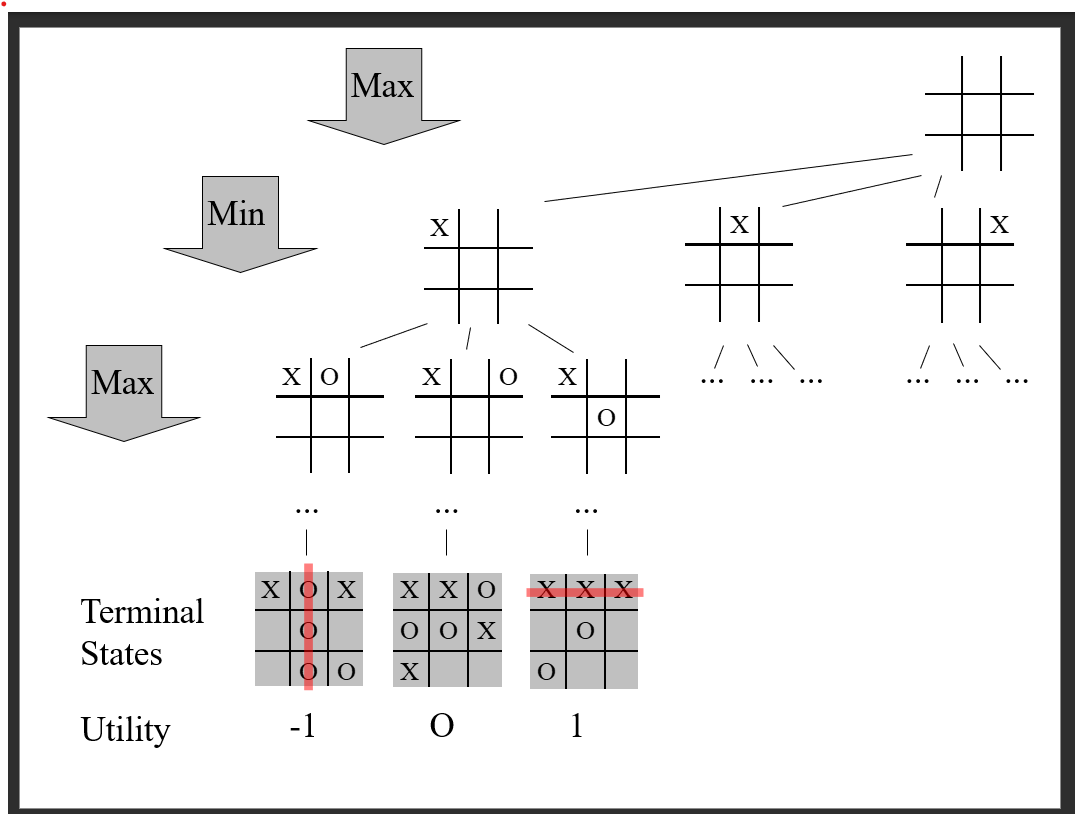 Max
Min
X
X
X
Max
... ... ...
... ... ...
X O
X O
X
O
... ... ...
X O X
X X O
X X X
O
O O X
O
O O
X
O
Terminal
States
Utility
-1
O
1